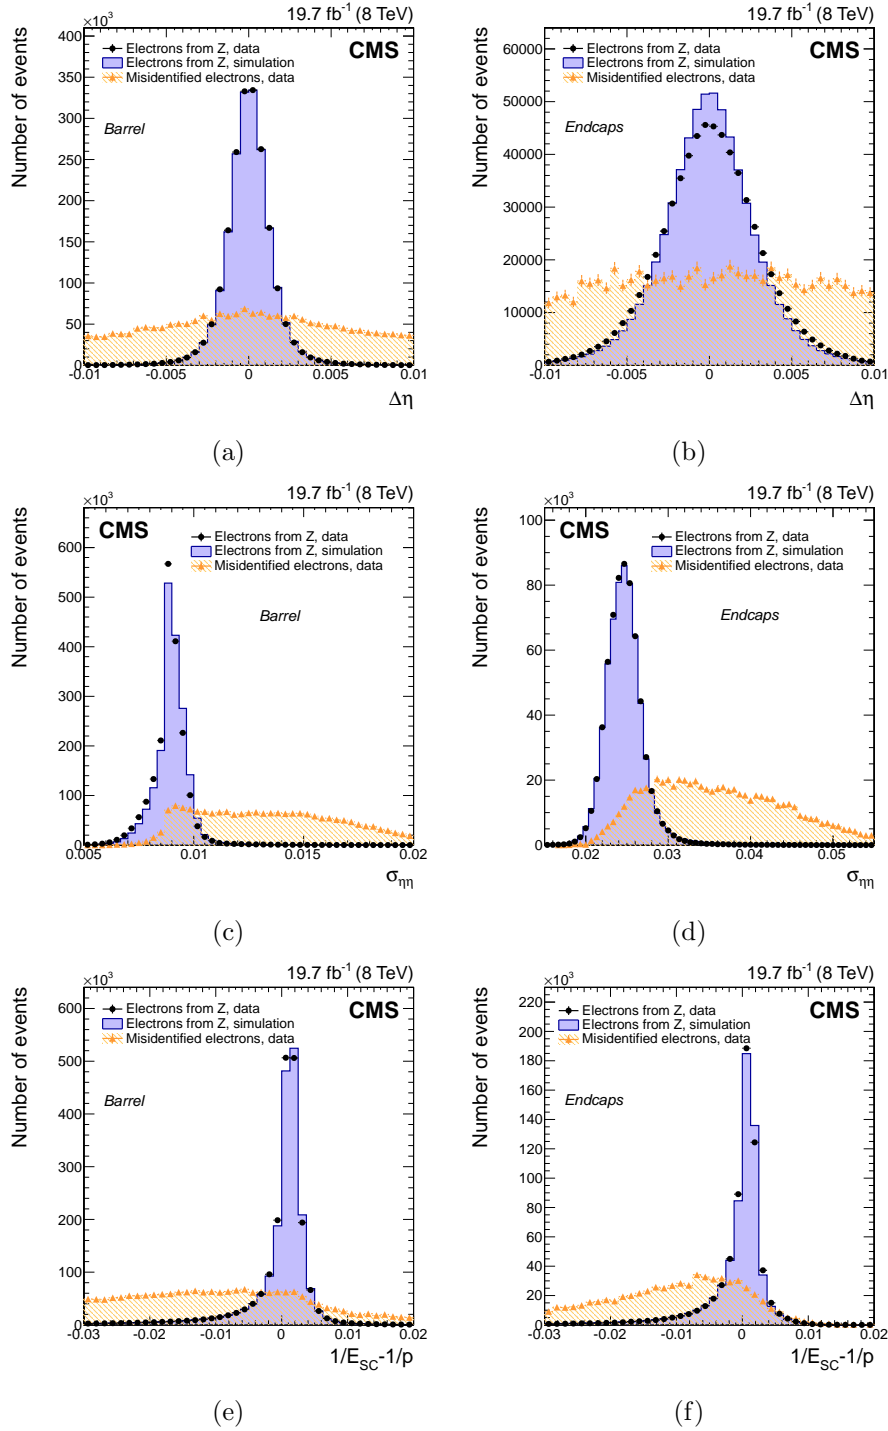 19.7 fb⁻¹ (8 TeV)
×10³
Number of events
400
350
300
250
200
150
100
50
0
Electrons from Z, data
Electrons from Z, simulation
Misidentified electrons, data
CMS
Barrel
-0.01 -0.005 0 0.005 0.01
Δη
(a)
19.7 fb⁻¹ (8 TeV)
Number of events
60000
50000
40000
30000
20000
10000
0
Electrons from Z, data
Electrons from Z, simulation
Misidentified electrons, data
CMS
Endcaps
-0.01 -0.005 0 0.005 0.01
Δη
(b)
19.7 fb⁻¹ (8 TeV)
×10³
Number of events
600
500
400
300
200
100
0
CMS
Electrons from Z, data
Electrons from Z, simulation
Misidentified electrons, data
Barrel
0.005 0.01 0.015 0.02
σηη
(c)
19.7 fb⁻¹ (8 TeV)
×10³
Number of events
100
80
60
40
20
0
CMS
Electrons from Z, data
Electrons from Z, simulation
Misidentified electrons, data
Endcaps
0.02 0.03 0.04 0.05
σηη
(d)
19.7 fb⁻¹ (8 TeV)
×10³
Number of events
600
500
400
300
200
100
0
Electrons from Z, data
Electrons from Z, simulation
Misidentified electrons, data
CMS
Barrel
-0.03 -0.02 -0.01 0 0.01 0.02
1/E_SC-1/p
(e)
19.7 fb⁻¹ (8 TeV)
×10³
Number of events
220
200
180
160
140
120
100
80
60
40
20
0
Electrons from Z, data
Electrons from Z, simulation
Misidentified electrons, data
CMS
Endcaps
-0.03 -0.02 -0.01 0 0.01 0.02
1/E_SC-1/p
(f)